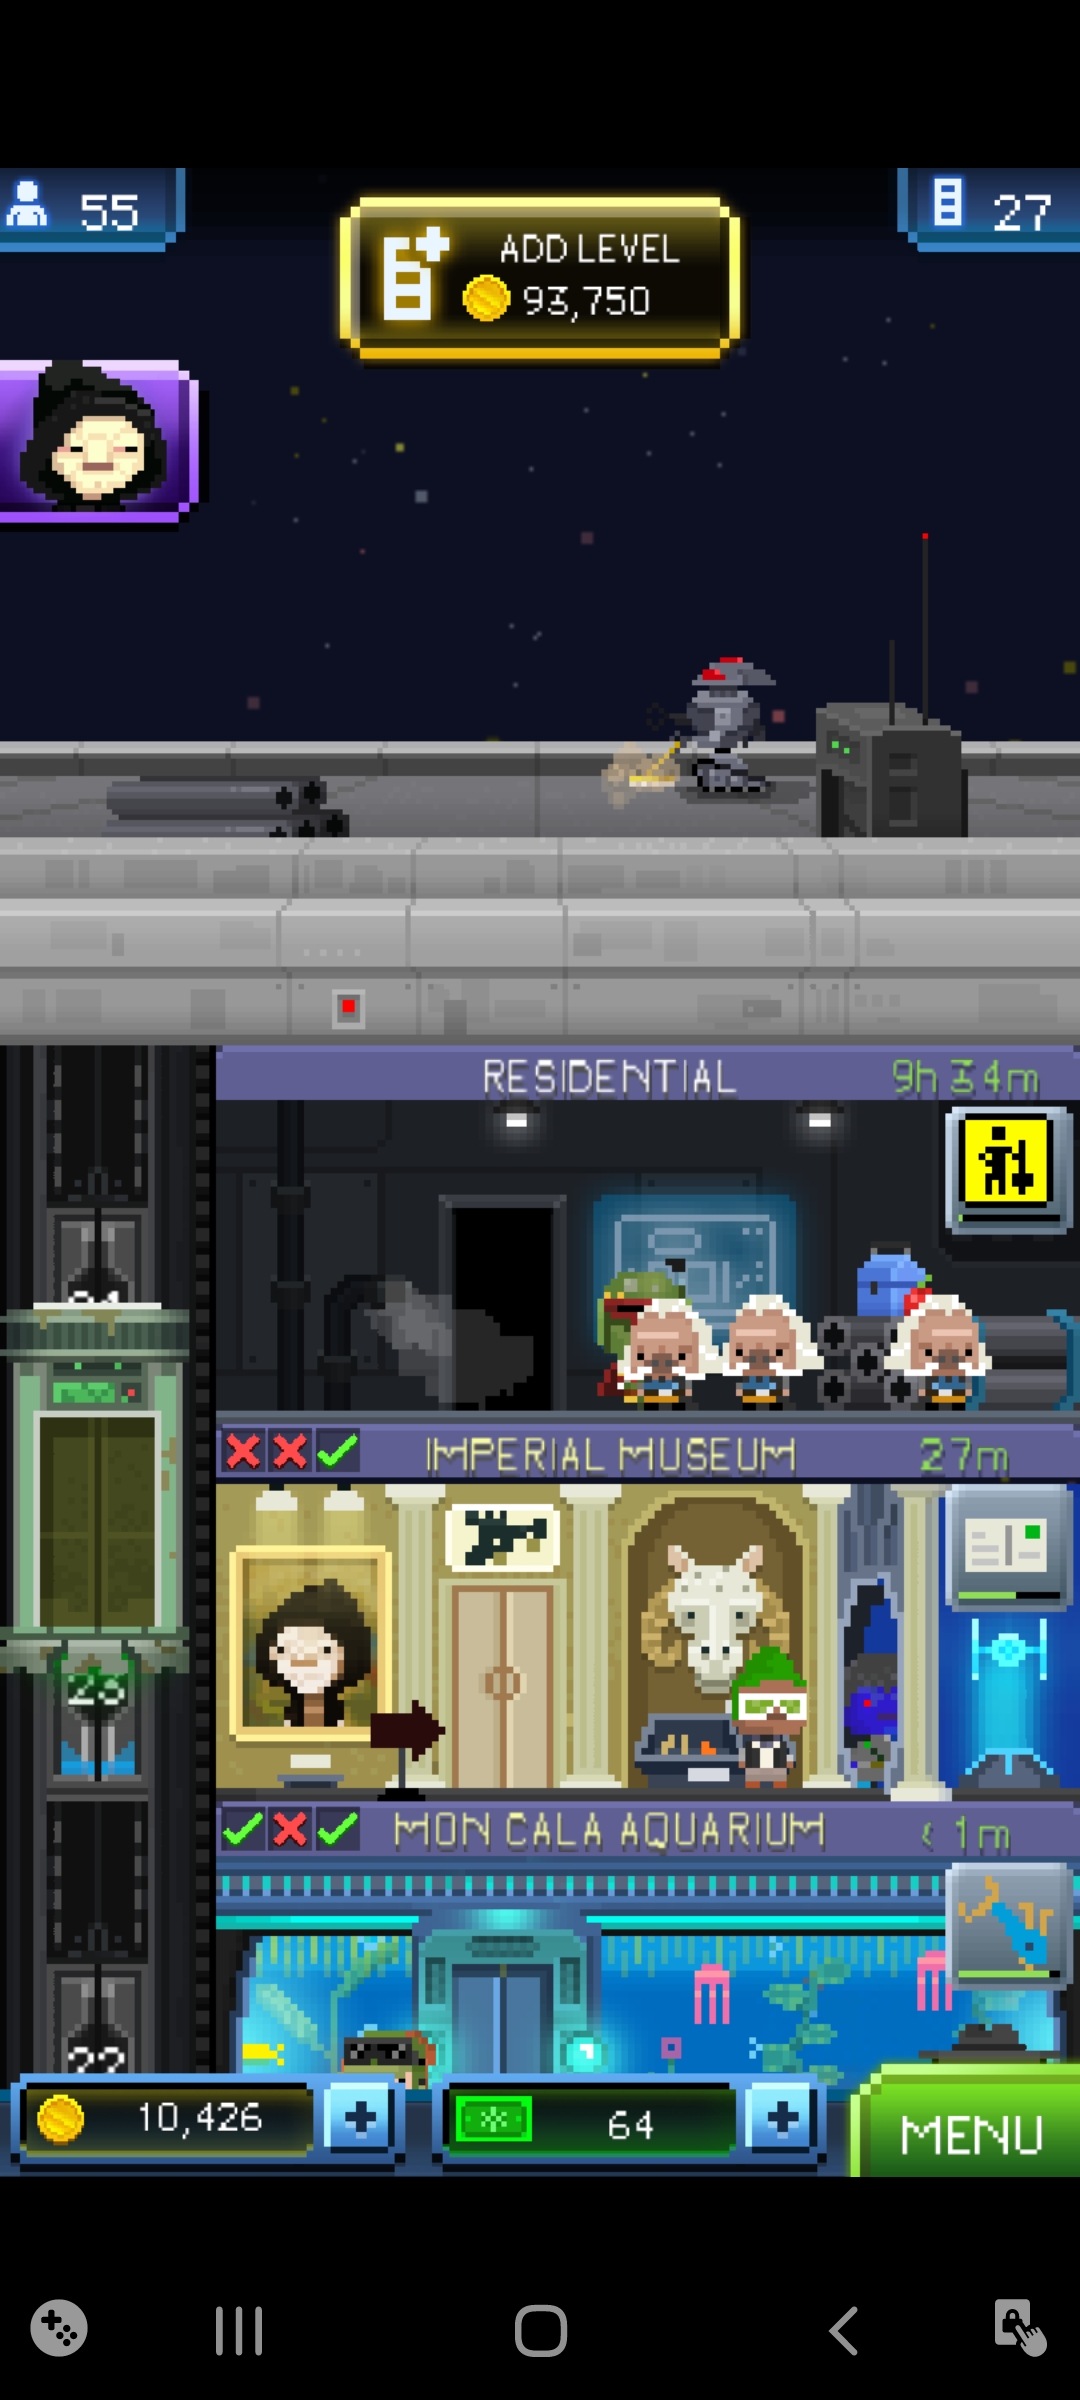 55
ADD LEVEL
93,750
27
RESIDENTIAL
9h 34m
IMPERIAL MUSEUM
27m
26
MON CALA AQUARIUM
< 1m
22
10,426
64
MENU